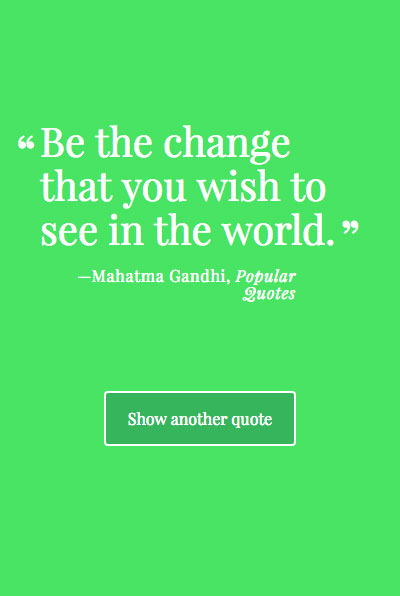 “Be the change
that you wish to
see in the world.”
—Mahatma Gandhi, Popular
Quotes
Show another quote